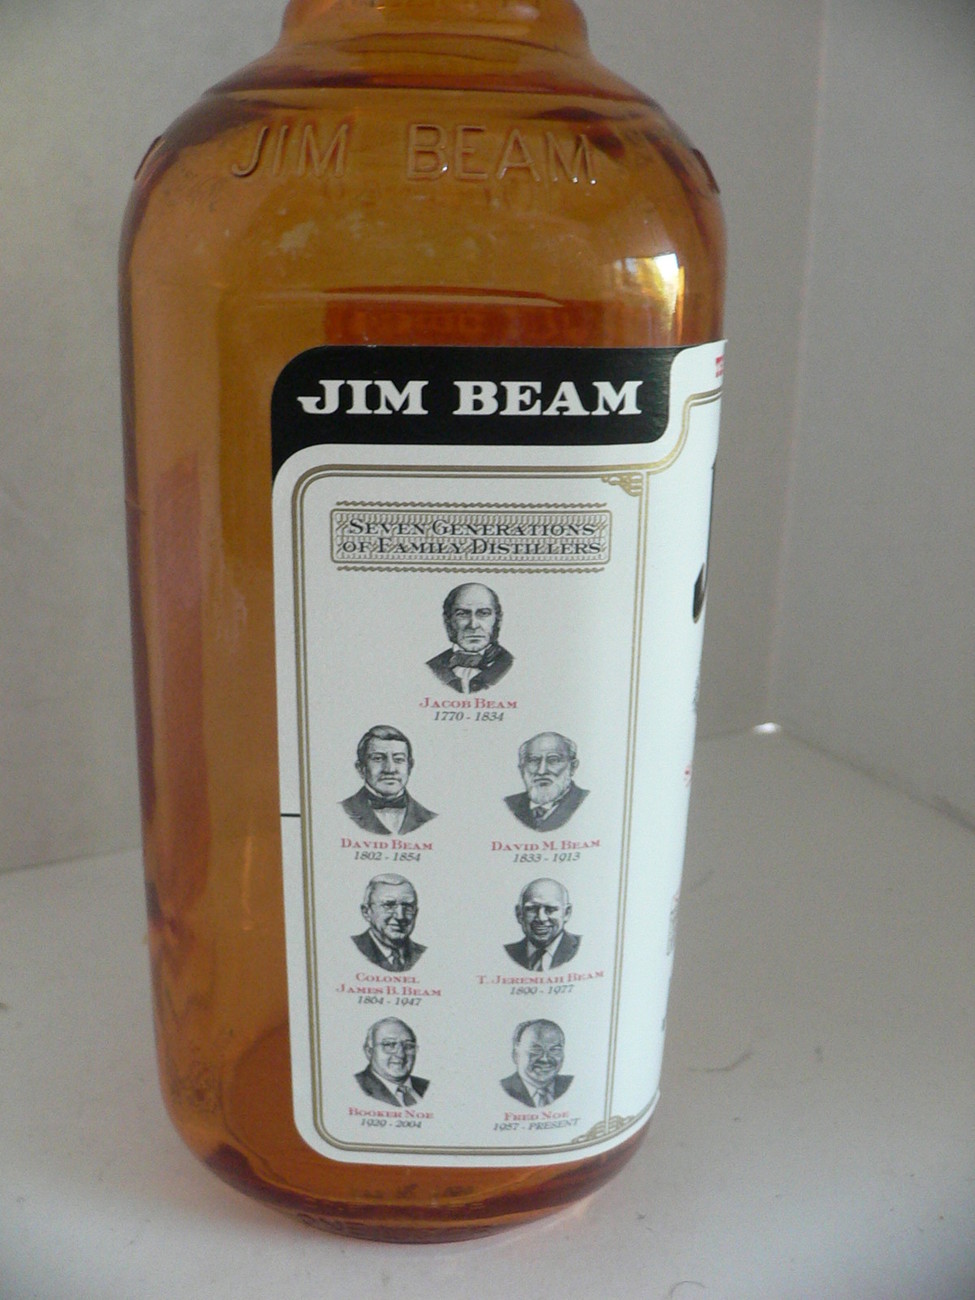 JIM BEAM
JIM BEAM
SEVEN GENERATIONS
OF FAMILY DISTILLERS
JACOB BEAM
1770 - 1834
DAVID BEAM
1802 - 1854
DAVID M. BEAM
1833 - 1913
COLONEL
JAMES B. BEAM
1864 - 1947
T. JEREMIAH BEAM
1899 - 1977
BOOKER NOE
1929 - 2004
FRED NOE
1957 - PRESENT